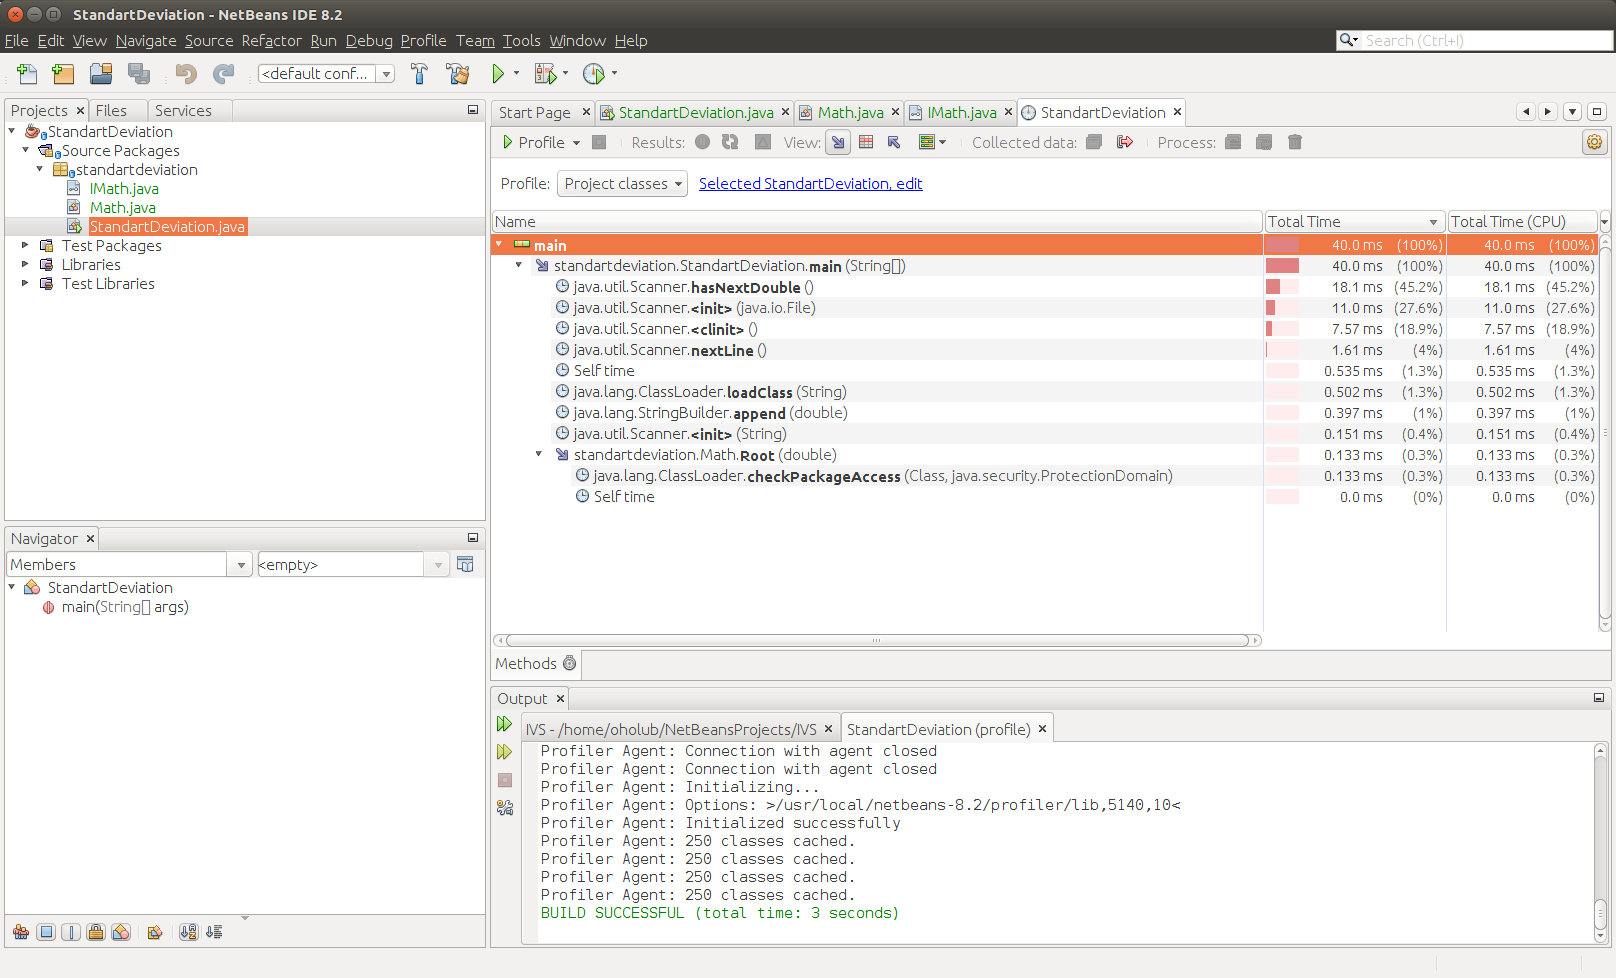 StandartDeviation - NetBeans IDE 8.2
File Edit View Navigate Source Refactor Run Debug Profile Team Tools Window Help
Search (Ctrl+I)
<default conf...
Projects Files Services
StandartDeviation
Source Packages
standartdeviation
IMath.java
Math.java
StandartDeviation.java
Test Packages
Libraries
Test Libraries
Navigator
Members <empty>
StandartDeviation
main(String[] args)
Start Page StandartDeviation.java Math.java IMath.java StandartDeviation
Profile Results: View: Collected data: Process:
Profile: Project classes Selected StandartDeviation, edit
Name Total Time Total Time (CPU)
main 40.0 ms (100%) 40.0 ms (100%)
standartdeviation.StandartDeviation.main (String[]) 40.0 ms (100%) 40.0 ms (100%)
java.util.Scanner.hasNextDouble () 18.1 ms (45.2%) 18.1 ms (45.2%)
java.util.Scanner.<init> (java.io.File) 11.0 ms (27.6%) 11.0 ms (27.6%)
java.util.Scanner.<clinit> () 7.57 ms (18.9%) 7.57 ms (18.9%)
java.util.Scanner.nextLine () 1.61 ms (4%) 1.61 ms (4%)
Self time 0.535 ms (1.3%) 0.535 ms (1.3%)
java.lang.ClassLoader.loadClass (String) 0.502 ms (1.3%) 0.502 ms (1.3%)
java.lang.StringBuilder.append (double) 0.397 ms (1%) 0.397 ms (1%)
java.util.Scanner.<init> (String) 0.151 ms (0.4%) 0.151 ms (0.4%)
standartdeviation.Math.Root (double) 0.133 ms (0.3%) 0.133 ms (0.3%)
java.lang.ClassLoader.checkPackageAccess (Class, java.security.ProtectionDomain) 0.133 ms (0.3%) 0.133 ms (0.3%)
Self time 0.0 ms (0%) 0.0 ms (0%)
Methods
Output
IVS - /home/oholub/NetBeansProjects/IVS StandartDeviation (profile)
Profiler Agent: Connection with agent closed
Profiler Agent: Connection with agent closed
Profiler Agent: Initializing...
Profiler Agent: Options: >/usr/local/netbeans-8.2/profiler/lib,5140,10<
Profiler Agent: Initialized successfully
Profiler Agent: 250 classes cached.
Profiler Agent: 250 classes cached.
Profiler Agent: 250 classes cached.
Profiler Agent: 250 classes cached.
BUILD SUCCESSFUL (total time: 3 seconds)